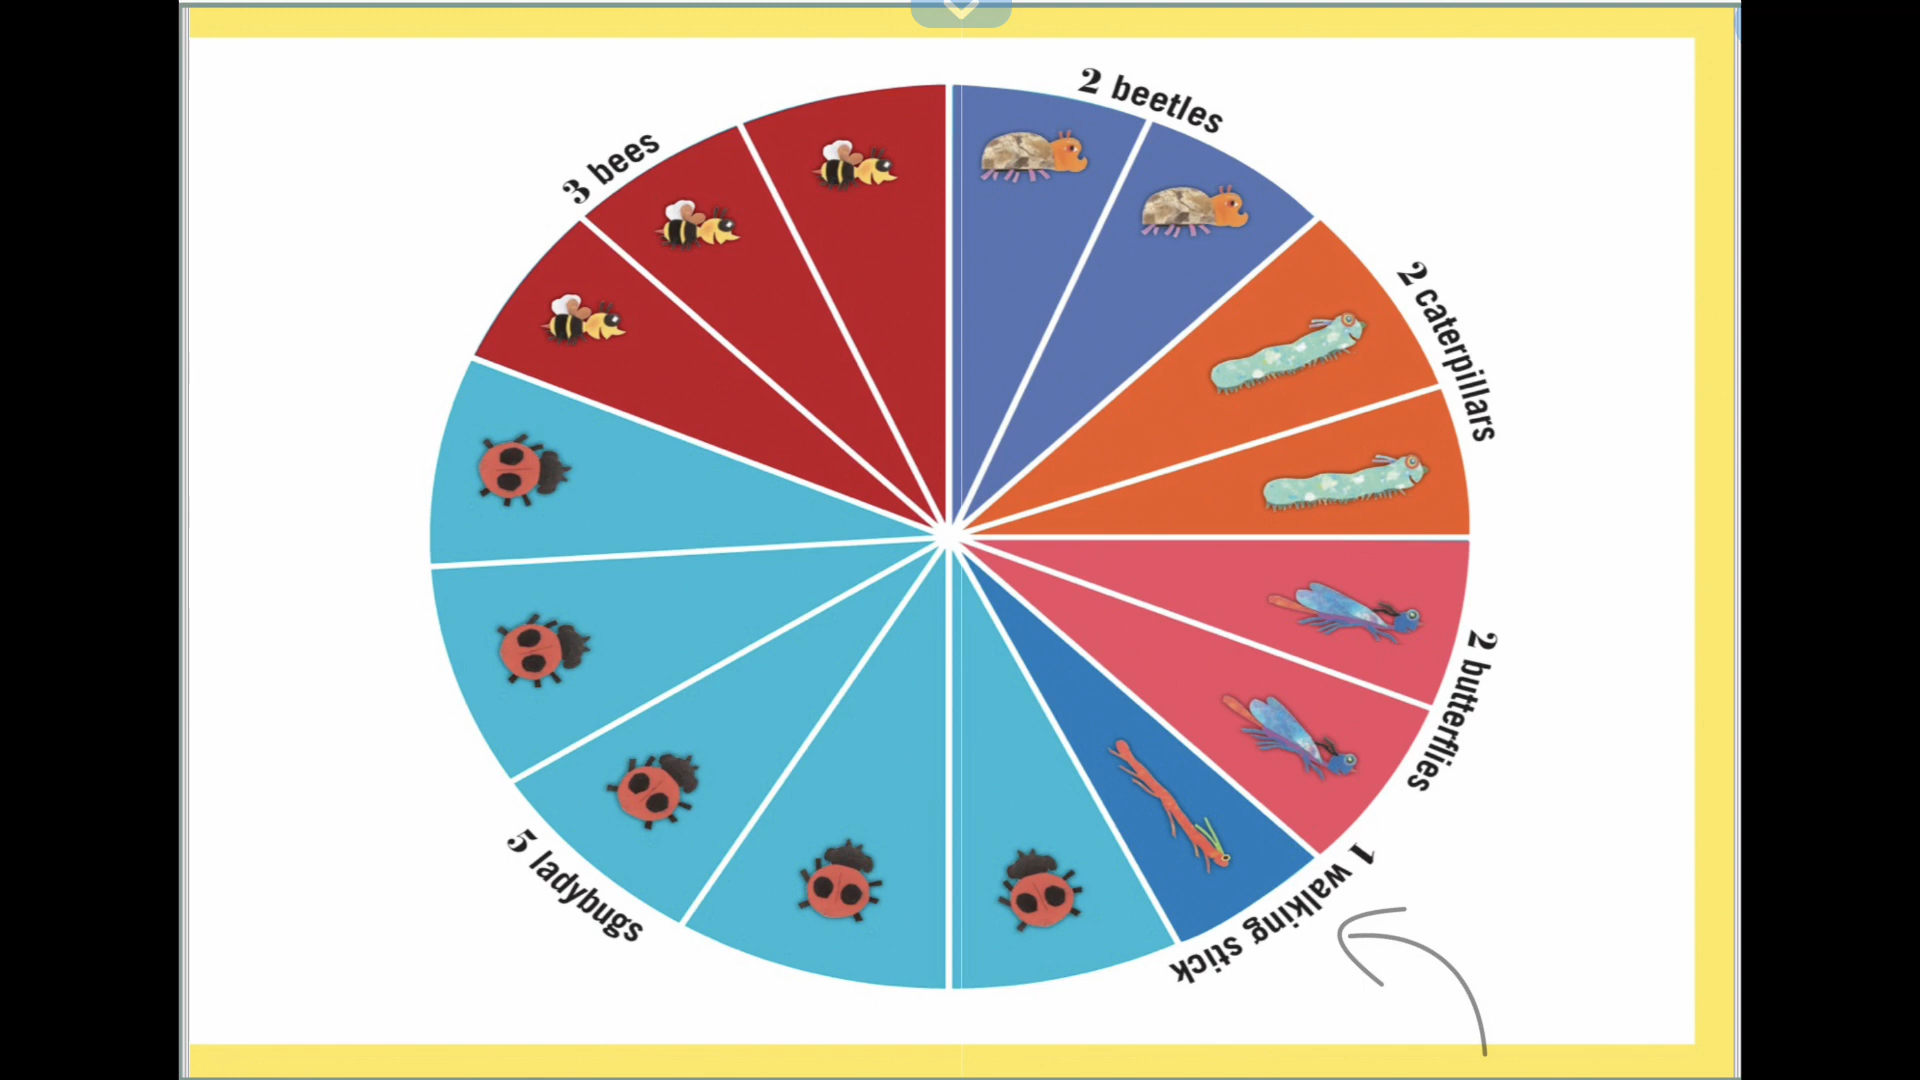 2 beetles
2 caterpillars
2 butterflies
1 walking stick
5 ladybugs
3 bees